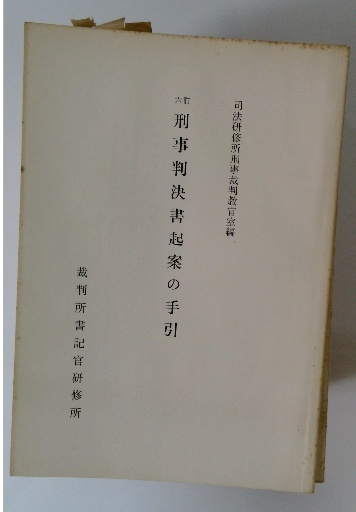 司法研修所刑事裁判教官室編
六訂
刑事判決書起案の手引
裁判所書記官研修所